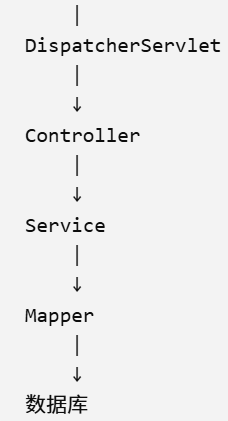 |
DispatcherServlet
|
↓
Controller
|
↓
Service
|
↓
Mapper
|
↓
数据库